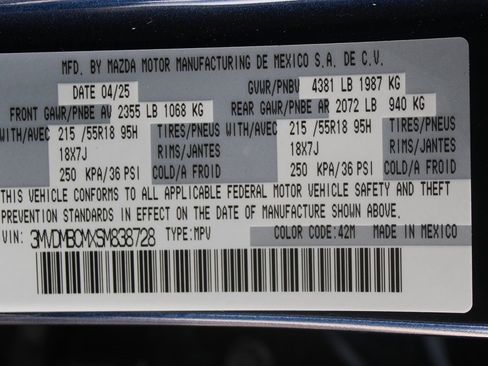 MFD. BY MAZDA MOTOR MANUFACTURING DE MEXICO S.A. DE C.V.
DATE 04/25 GVWR/PNBV 4381 LB 1987 KG
FRONT GAWR/PNBE AV 2355 LB 1068 KG REAR GAWR/PNBE AR 2072 LB 940 KG
WITH/AVEC 215 /55R18 95H TIRES/PNEUS WITH/AVEC 215 /55R18 95H TIRES/PNEUS
18X7J RIMS/JANTES 18X7J RIMS/JANTES
250 KPA/36 PSI COLD/A FROID 250 KPA/36 PSI COLD/A FROID
THIS VEHICLE CONFORMS TO ALL APPLICABLE FEDERAL MOTOR VEHICLE SAFETY AND THEFT
PREVENTION STANDARDS IN EFFECT ON THE DATE OF MANUFACTURE SHOWN ABOVE.
VIN: 3MVDMBCMXSM838728 TYPE:MPV COLOR CODE:42M MADE IN MEXICO